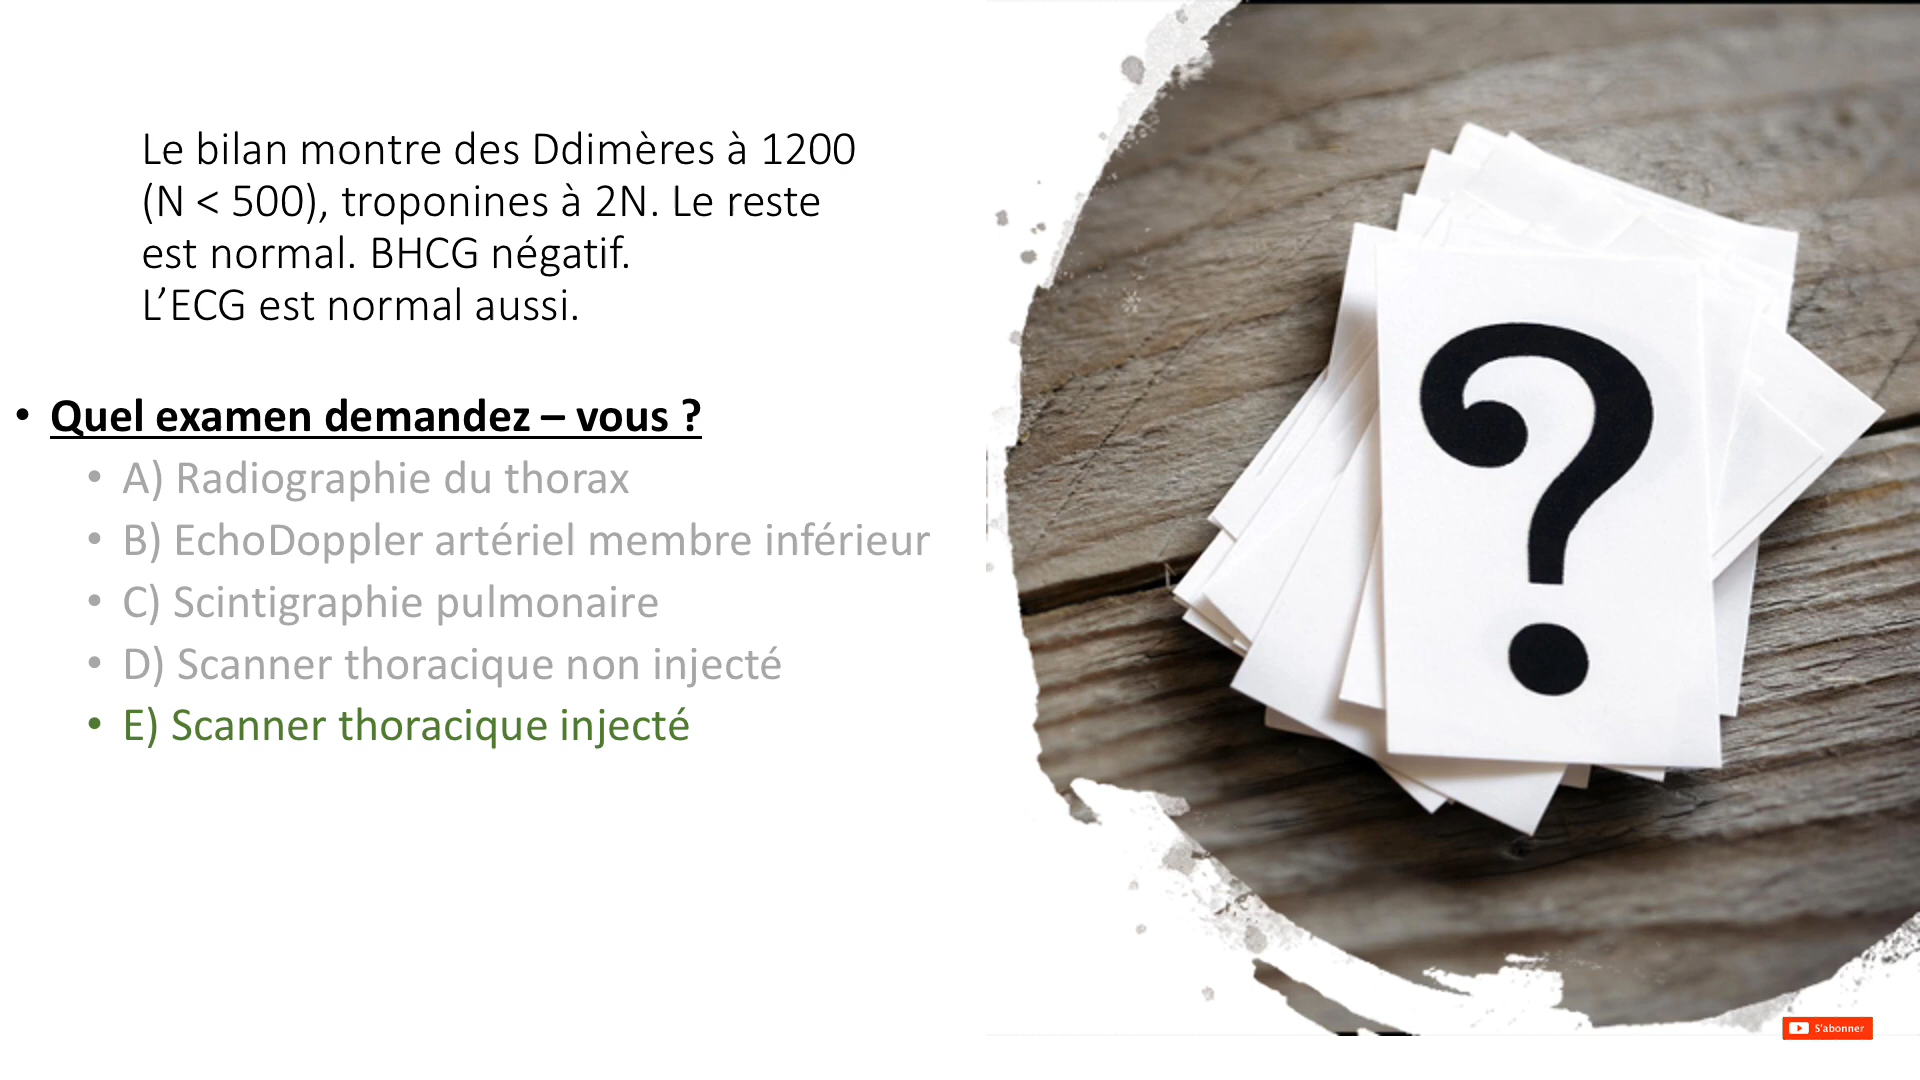 Le bilan montre des Ddimères à 1200
(N < 500), troponines à 2N. Le reste
est normal. BHCG négatif.
L’ECG est normal aussi.
• Quel examen demandez – vous ?
• A) Radiographie du thorax
• B) EchoDoppler artériel membre inférieur
• C) Scintigraphie pulmonaire
• D) Scanner thoracique non injecté
• E) Scanner thoracique injecté
?
S'abonner